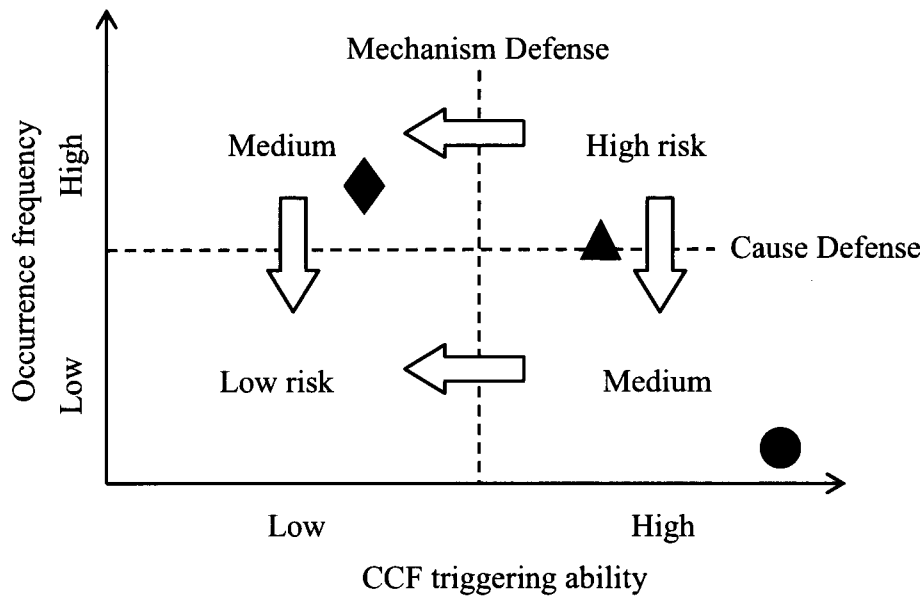 Mechanism Defense
Medium
High risk
Occurrence frequency
High
Low
Cause Defense
Low risk
Medium
Low
High
CCF triggering ability